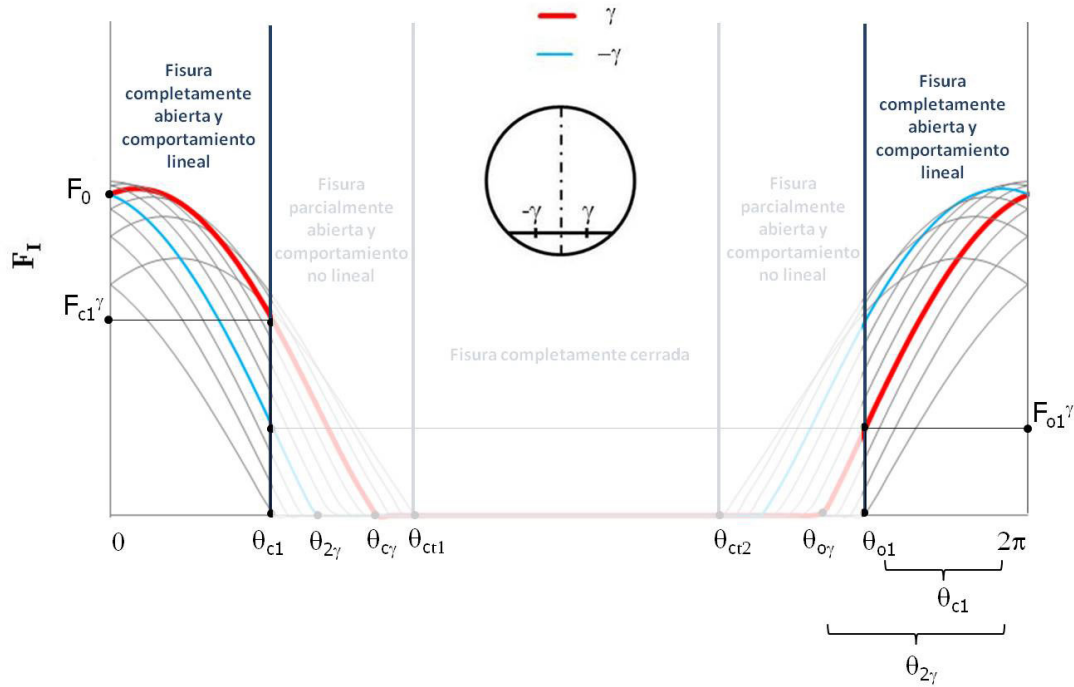 γ
−γ
Fisura
completamente
abierta y
comportamiento
lineal
Fisura
completamente
abierta y
comportamiento
lineal
Fisura
parcialmente
abierta y
comportamiento
no lineal
Fisura
parcialmente
abierta y
comportamiento
no lineal
-γ γ
F0
FI
Fc1γ
Fisura completamente cerrada
Fo1γ
0 θc1 θ2γ θcγ θct1 θct2 θoγ θo1 2π
θc1
θ2γ